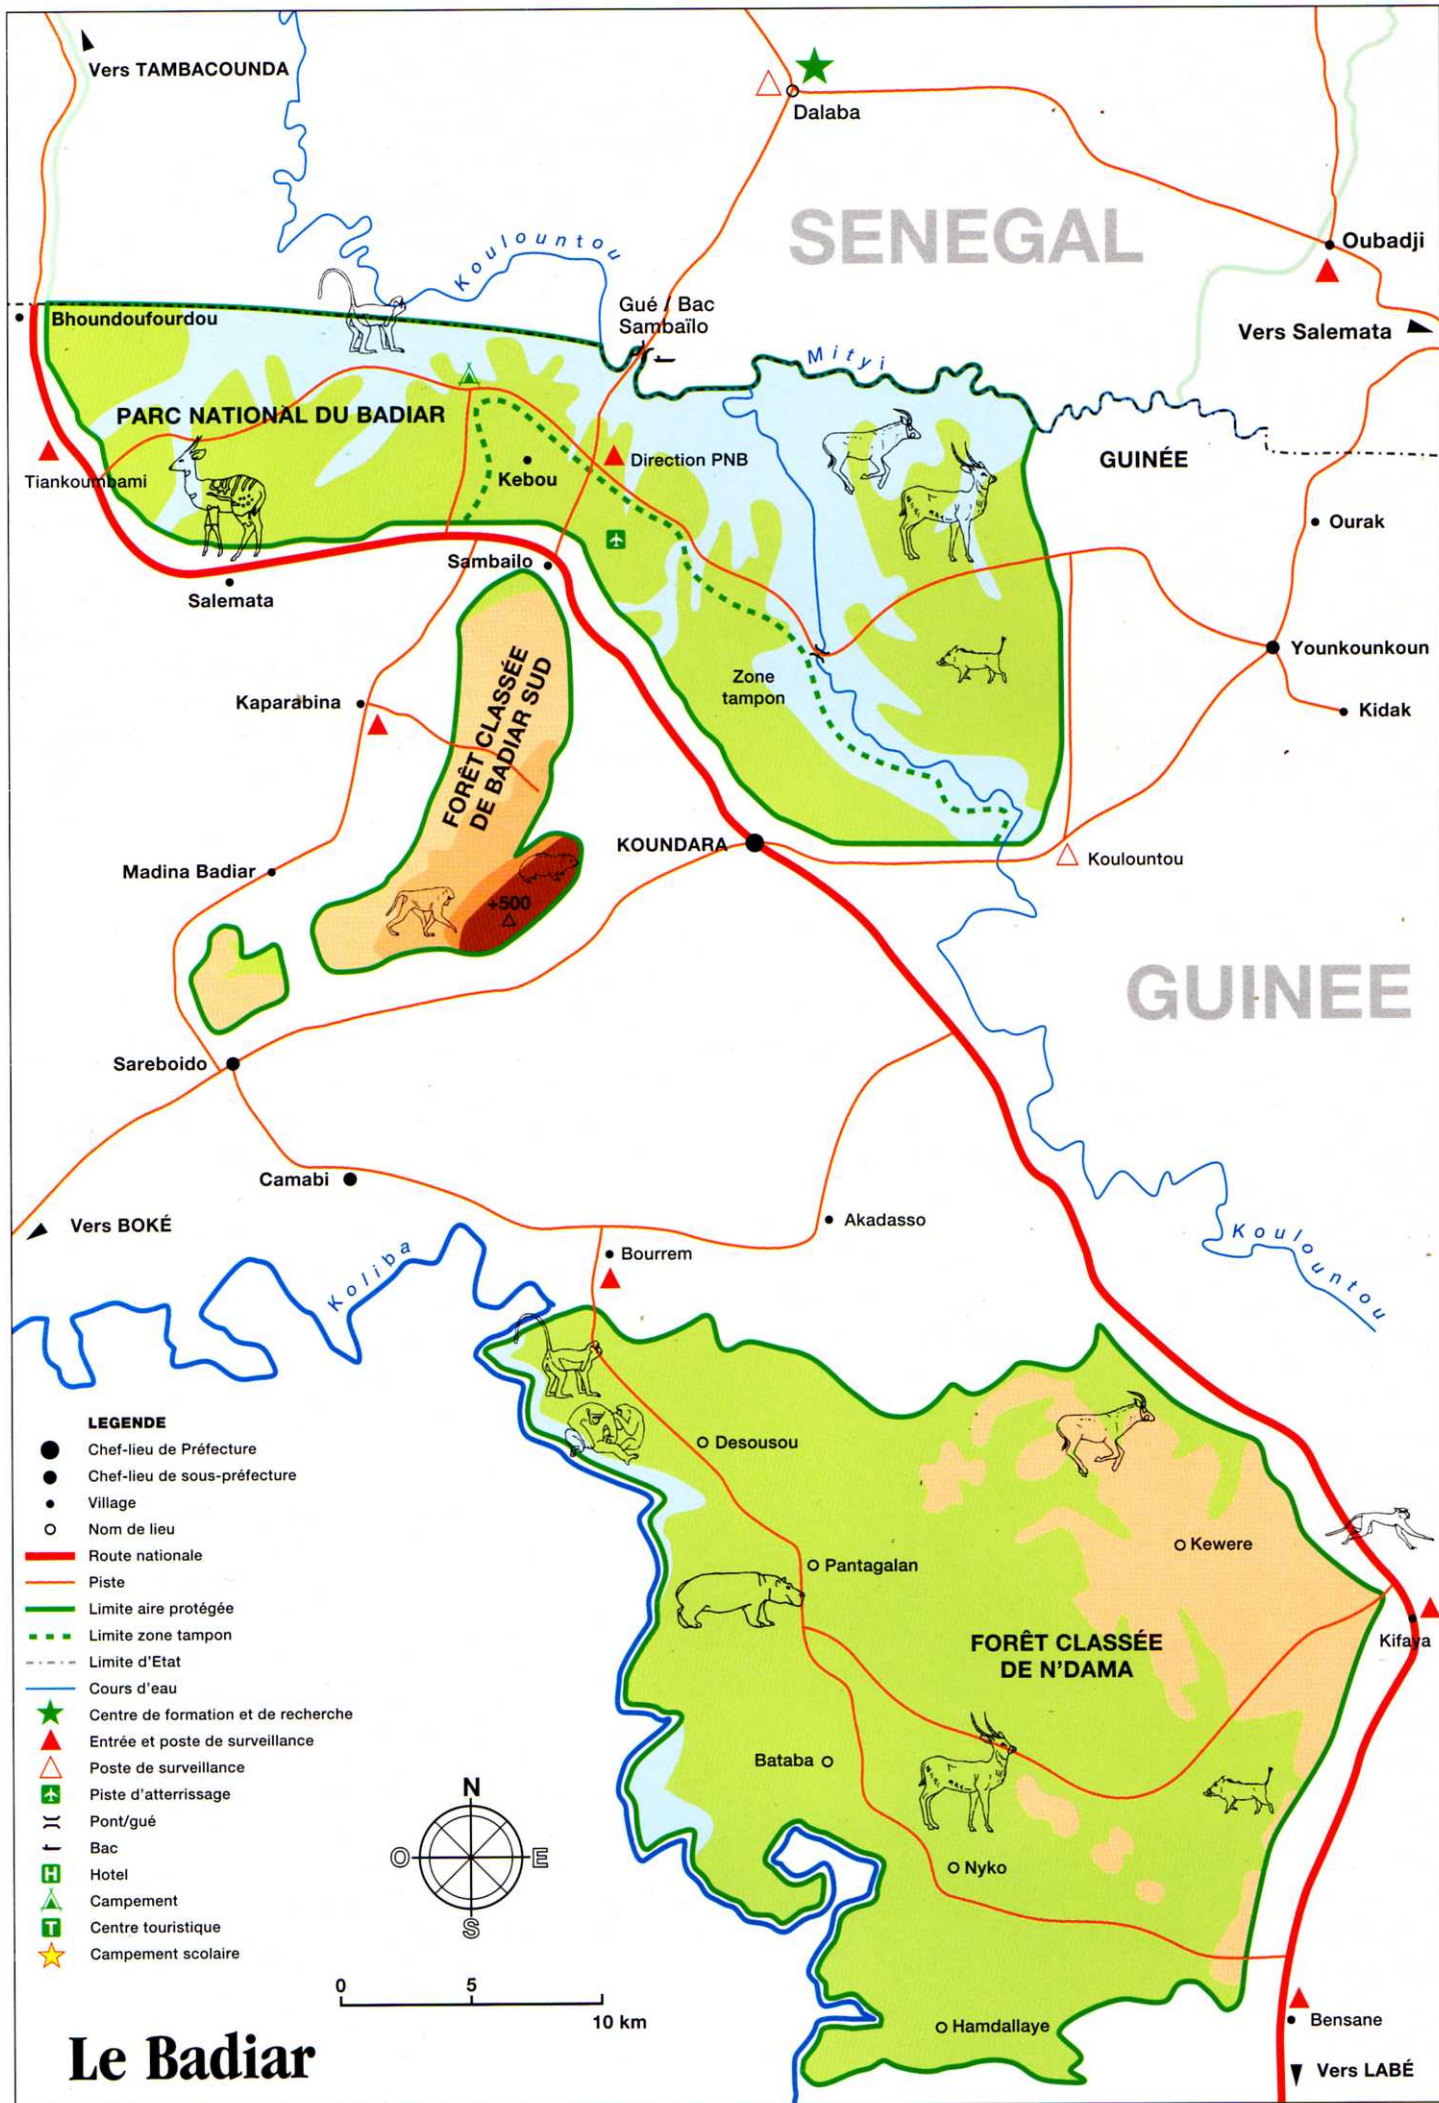 Vers TAMBACOUNDA
Dalaba
SENEGAL
Oubadji
Koulountou
Gué / Bac
Sambaïlo
Vers Salemata
Bhoundoufourdou
Mityi
PARC NATIONAL DU BADIAR
GUINÉE
Direction PNB
Tiankoumbami
Kebou
Ourak
Sambailo
Salemata
Younkounkoun
Zone
tampon
Kaparabina
Kidak
FORÊT CLASSÉE
DE BADIAR SUD
KOUNDARA
Koulountou
Madina Badiar
+500
GUINEE
Sareboido
Camabi
Vers BOKÉ
Akadasso
Koliba
Bourrem
Koulountou
LEGENDE
Chef-lieu de Préfecture
Chef-lieu de sous-préfecture
Village
Nom de lieu
Route nationale
Piste
Limite aire protégée
Limite zone tampon
Limite d'Etat
Cours d'eau
Centre de formation et de recherche
Entrée et poste de surveillance
Poste de surveillance
Piste d'atterrissage
Pont/gué
Bac
H Hotel
Campement
T Centre touristique
Campement scolaire
Desousou
Kewere
Pantagalan
FORÊT CLASSÉE
DE N'DAMA
Kifaya
Bataba
Nyko
N
O E
S
0 5
10 km
Hamdallaye
Bensane
Vers LABÉ
Le Badiar